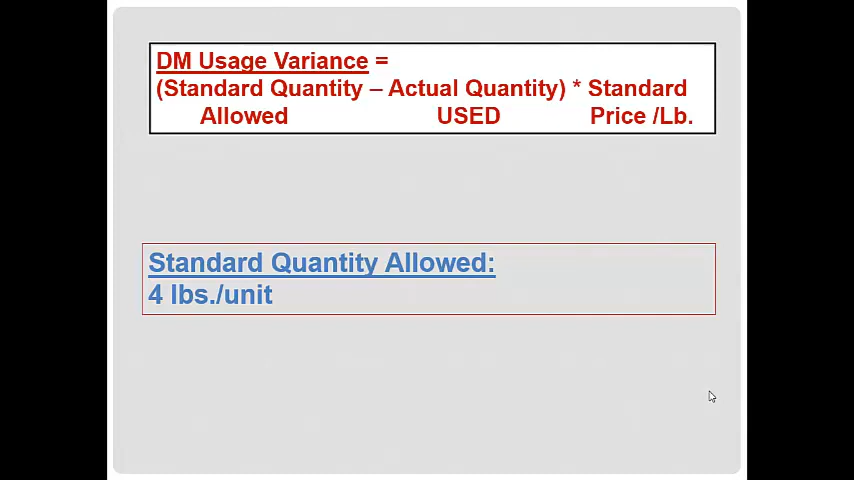 DM Usage Variance =
(Standard Quantity – Actual Quantity) * Standard
Allowed USED Price /Lb.
Standard Quantity Allowed:
4 lbs./unit